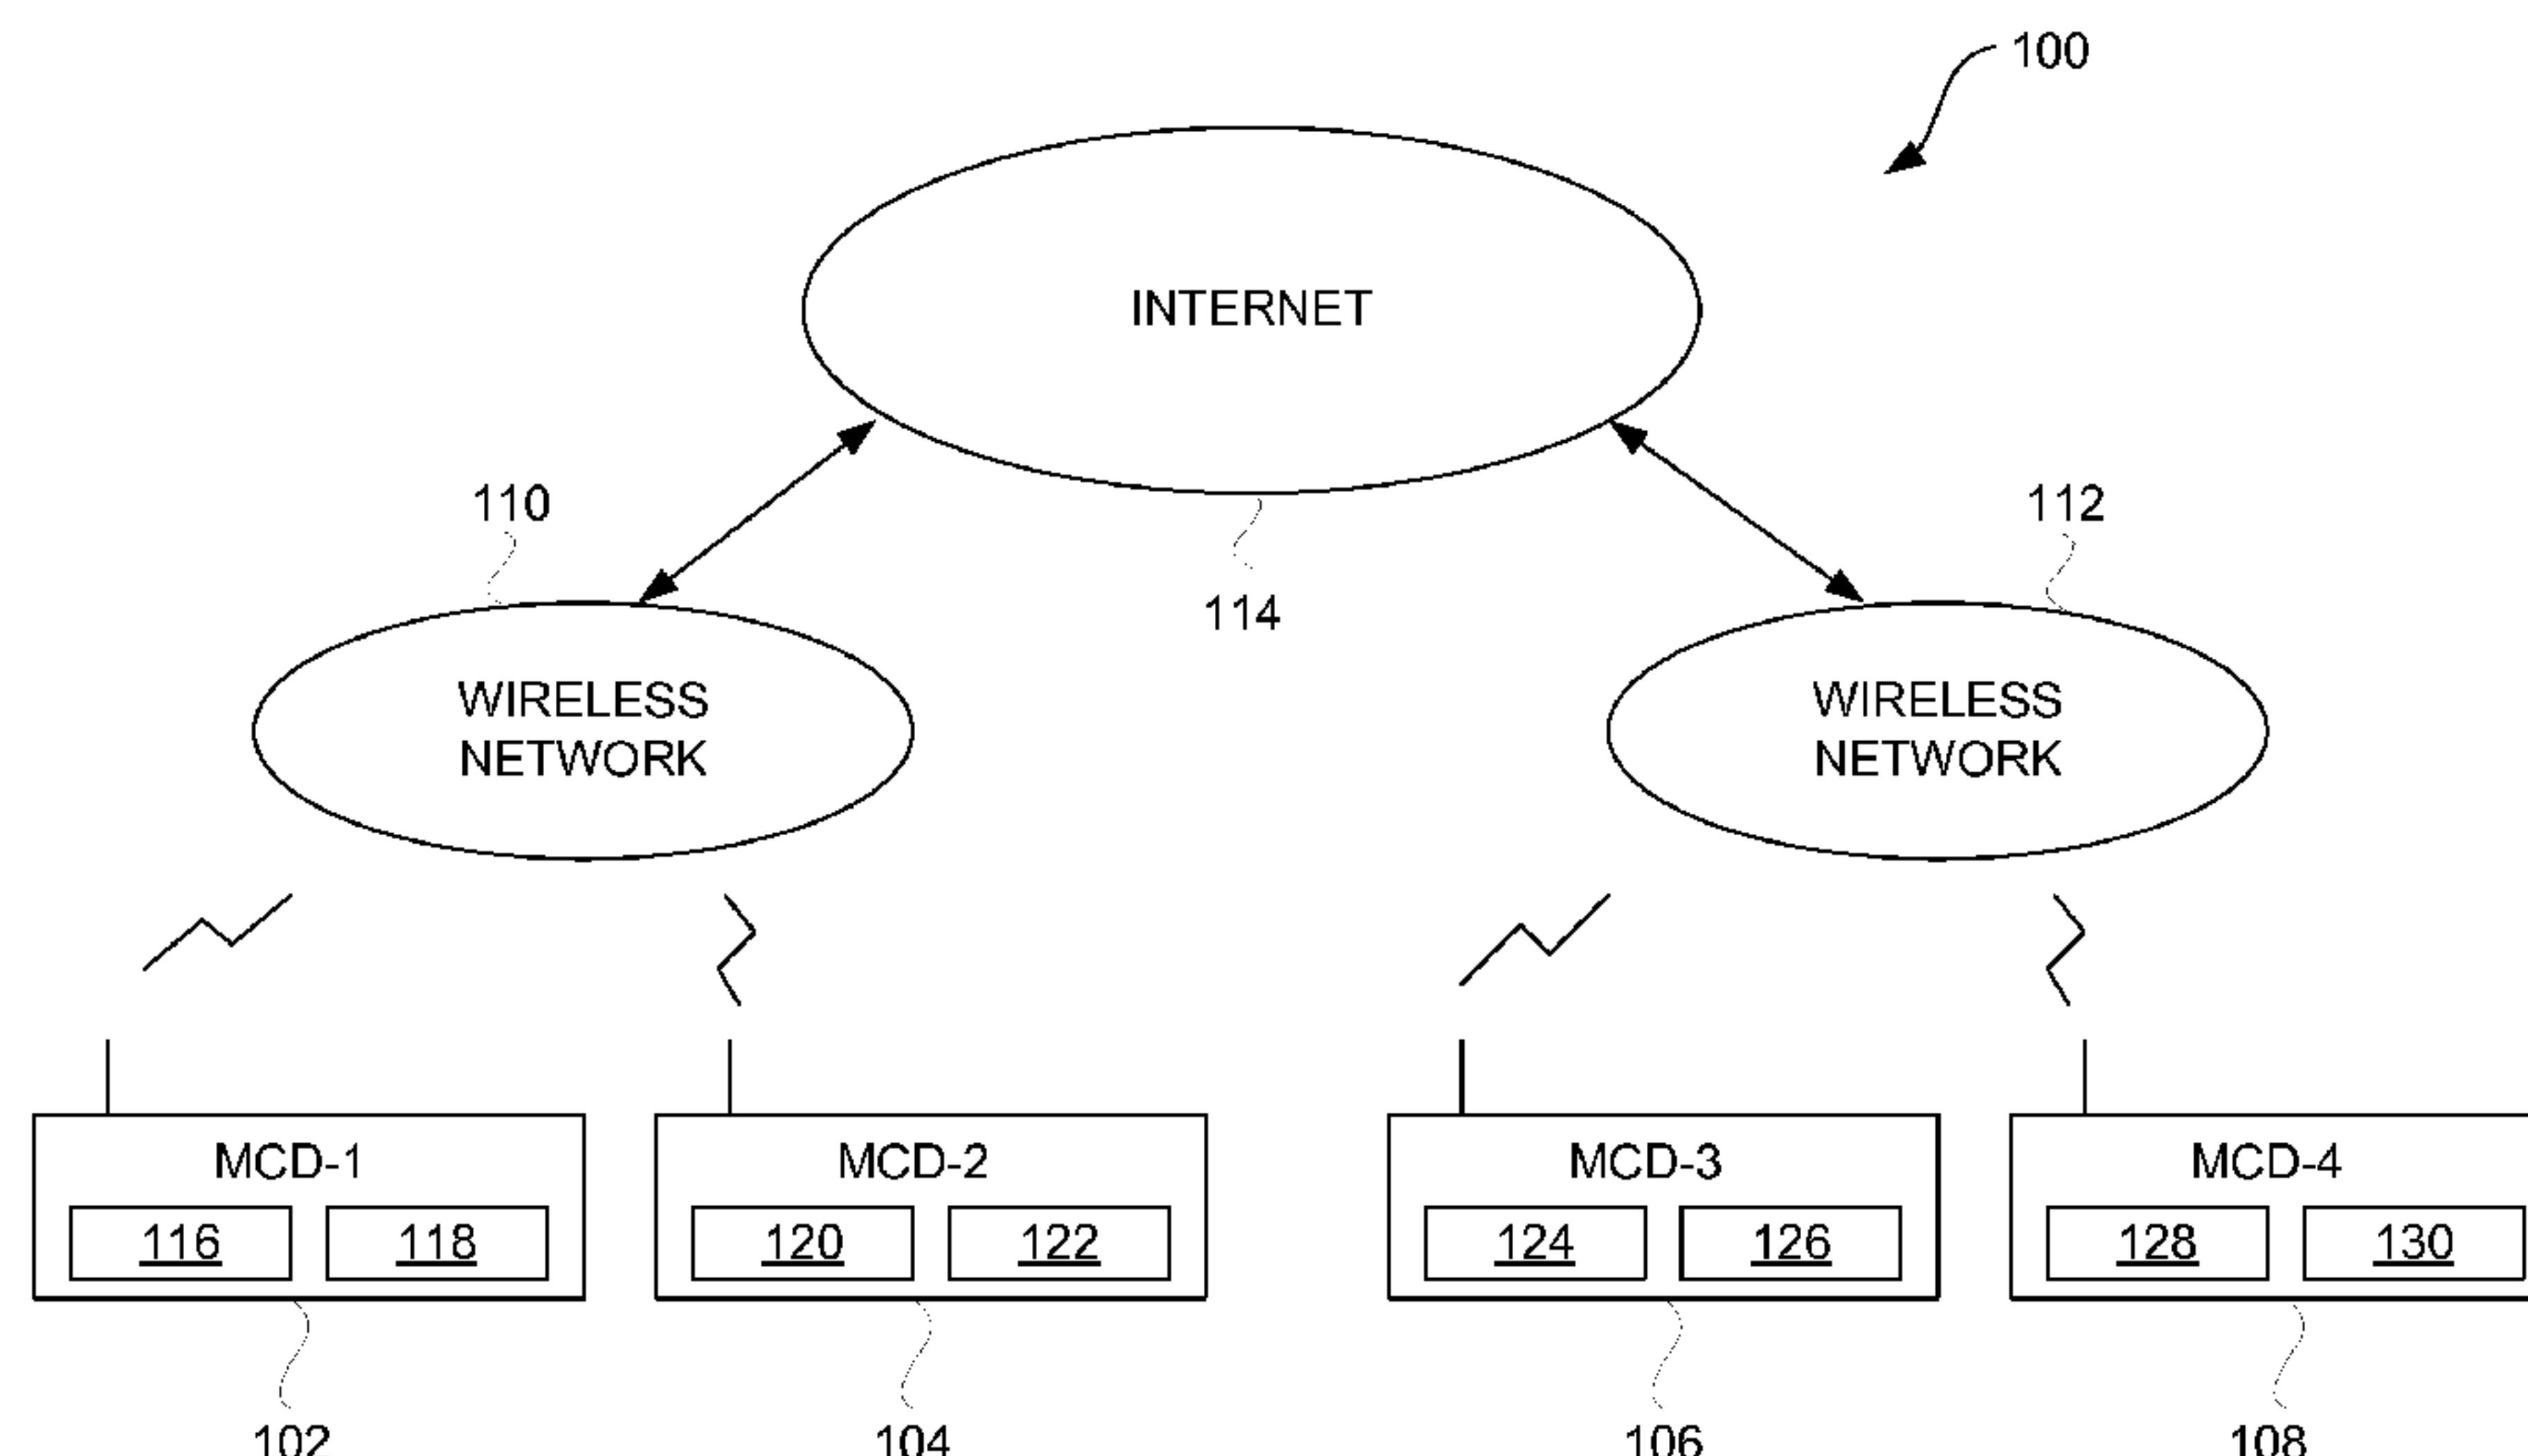 100
INTERNET
110
112
114
WIRELESS
NETWORK
WIRELESS
NETWORK
MCD-1
MCD-2
MCD-3
MCD-4
116
118
120
122
124
126
128
130
102
104
106
108